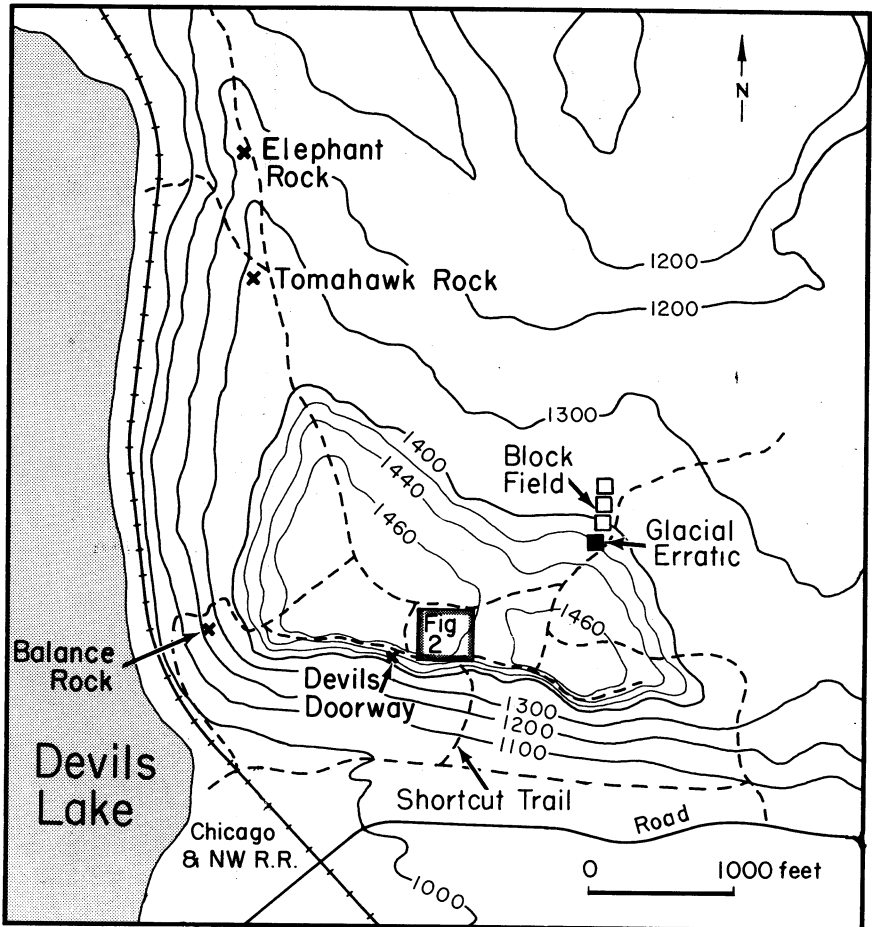 N
Elephant
Rock
Tomahawk Rock
1200
1200
1300
1400
1440
1460
Block
Field
Glacial
Erratic
1460
Fig
2
Balance
Rock
Devils
Doorway
1300
1200
1100
Devils
Lake
Shortcut Trail
Road
Chicago
& NW R.R.
1000
0 1000 feet